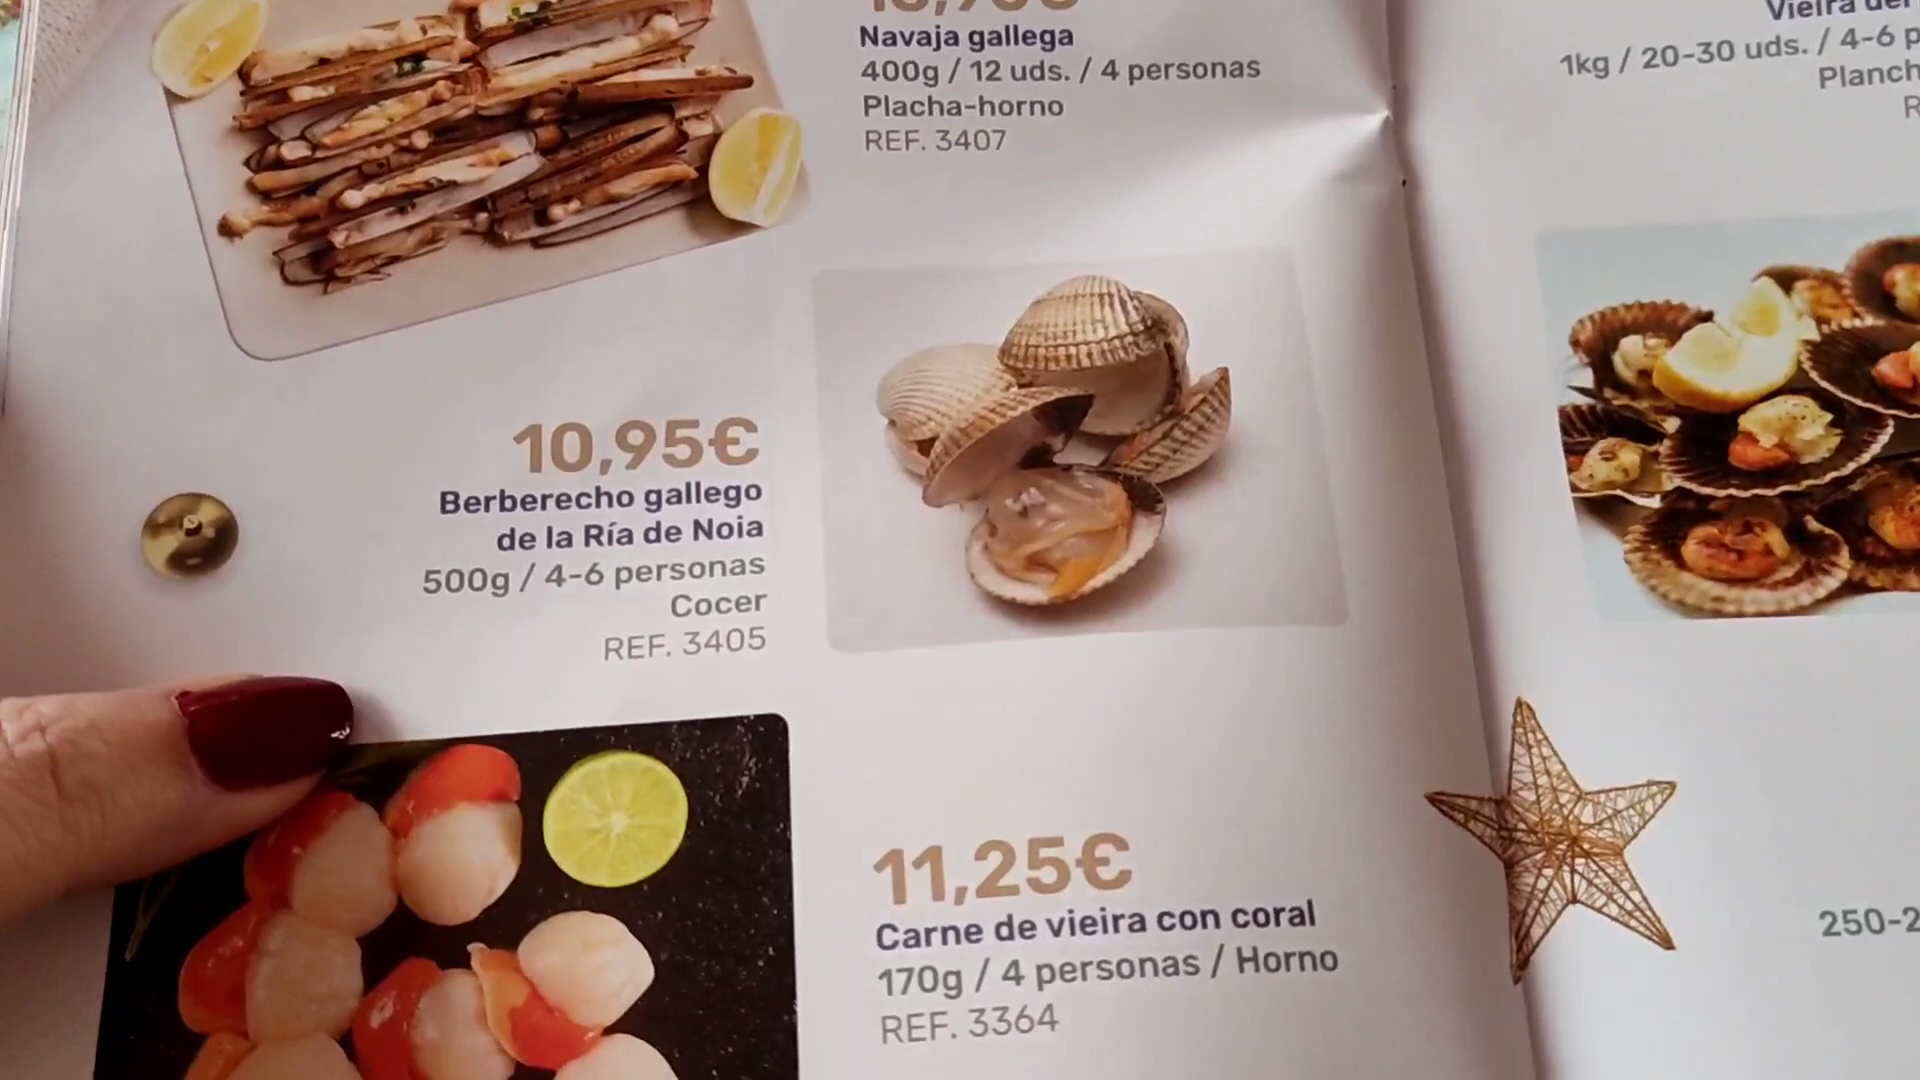 Navaja gallega
400g / 12 uds. / 4 personas
Placha-horno
REF. 3407
10,95€
Berberecho gallego
de la Ría de Noia
500g / 4-6 personas
Cocer
REF. 3405
11,25€
Carne de vieira con coral
170g / 4 personas / Horno
REF. 3364
Vieira
1kg / 20-30 uds. / 4-6